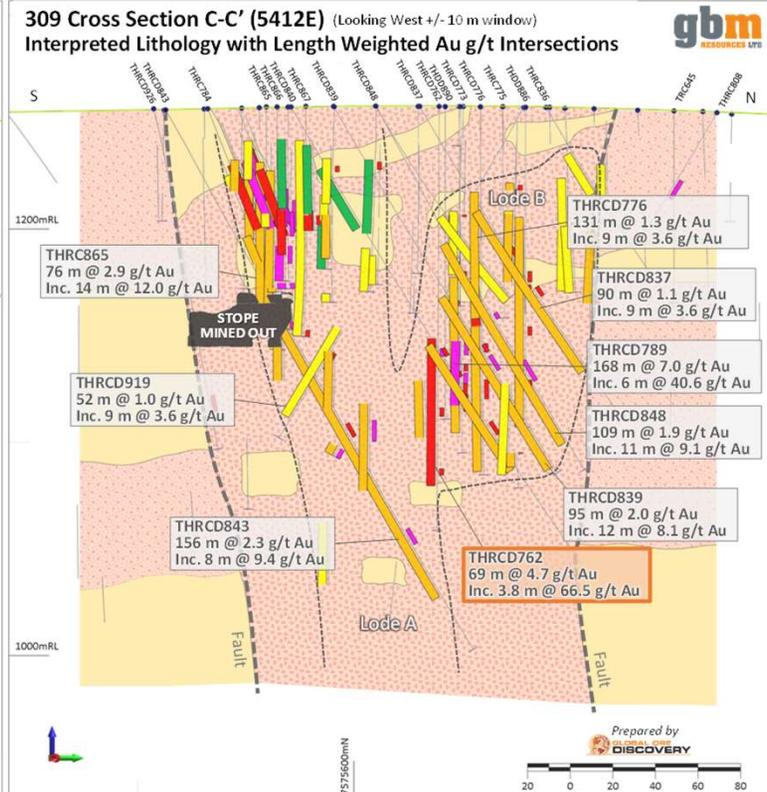 309 Cross Section C-C’ (5412E) (Looking West +/- 10 m window)
Interpreted Lithology with Length Weighted Au g/t Intersections
gbm
RESOURCES LTD
S
THRCD926
THRCD843
THRC784
THRC865
THRC866
THRCD840
THRC867
THRCD839
THRCD848
THRCD837
THRCD762
THDD890
THRCD773
THRCD776
THRC775
THDD886
THRC836
TRC645
THRC808
N
1200mRL
Lode B
THRCD776
131 m @ 1.3 g/t Au
Inc. 9 m @ 3.6 g/t Au
THRC865
76 m @ 2.9 g/t Au
Inc. 14 m @ 12.0 g/t Au
THRCD837
90 m @ 1.1 g/t Au
Inc. 9 m @ 3.6 g/t Au
STOPE
MINED OUT
THRCD789
168 m @ 7.0 g/t Au
Inc. 6 m @ 40.6 g/t Au
THRCD919
52 m @ 1.0 g/t Au
Inc. 9 m @ 3.6 g/t Au
THRCD848
109 m @ 1.9 g/t Au
Inc. 11 m @ 9.1 g/t Au
THRCD839
95 m @ 2.0 g/t Au
Inc. 12 m @ 8.1 g/t Au
THRCD843
156 m @ 2.3 g/t Au
Inc. 8 m @ 9.4 g/t Au
THRCD762
69 m @ 4.7 g/t Au
Inc. 3.8 m @ 66.5 g/t Au
Lode A
1000mRL
Fault
Fault
7575600mN
Prepared by
GLOBAL ORE
DISCOVERY
20 0 20 40 60 80